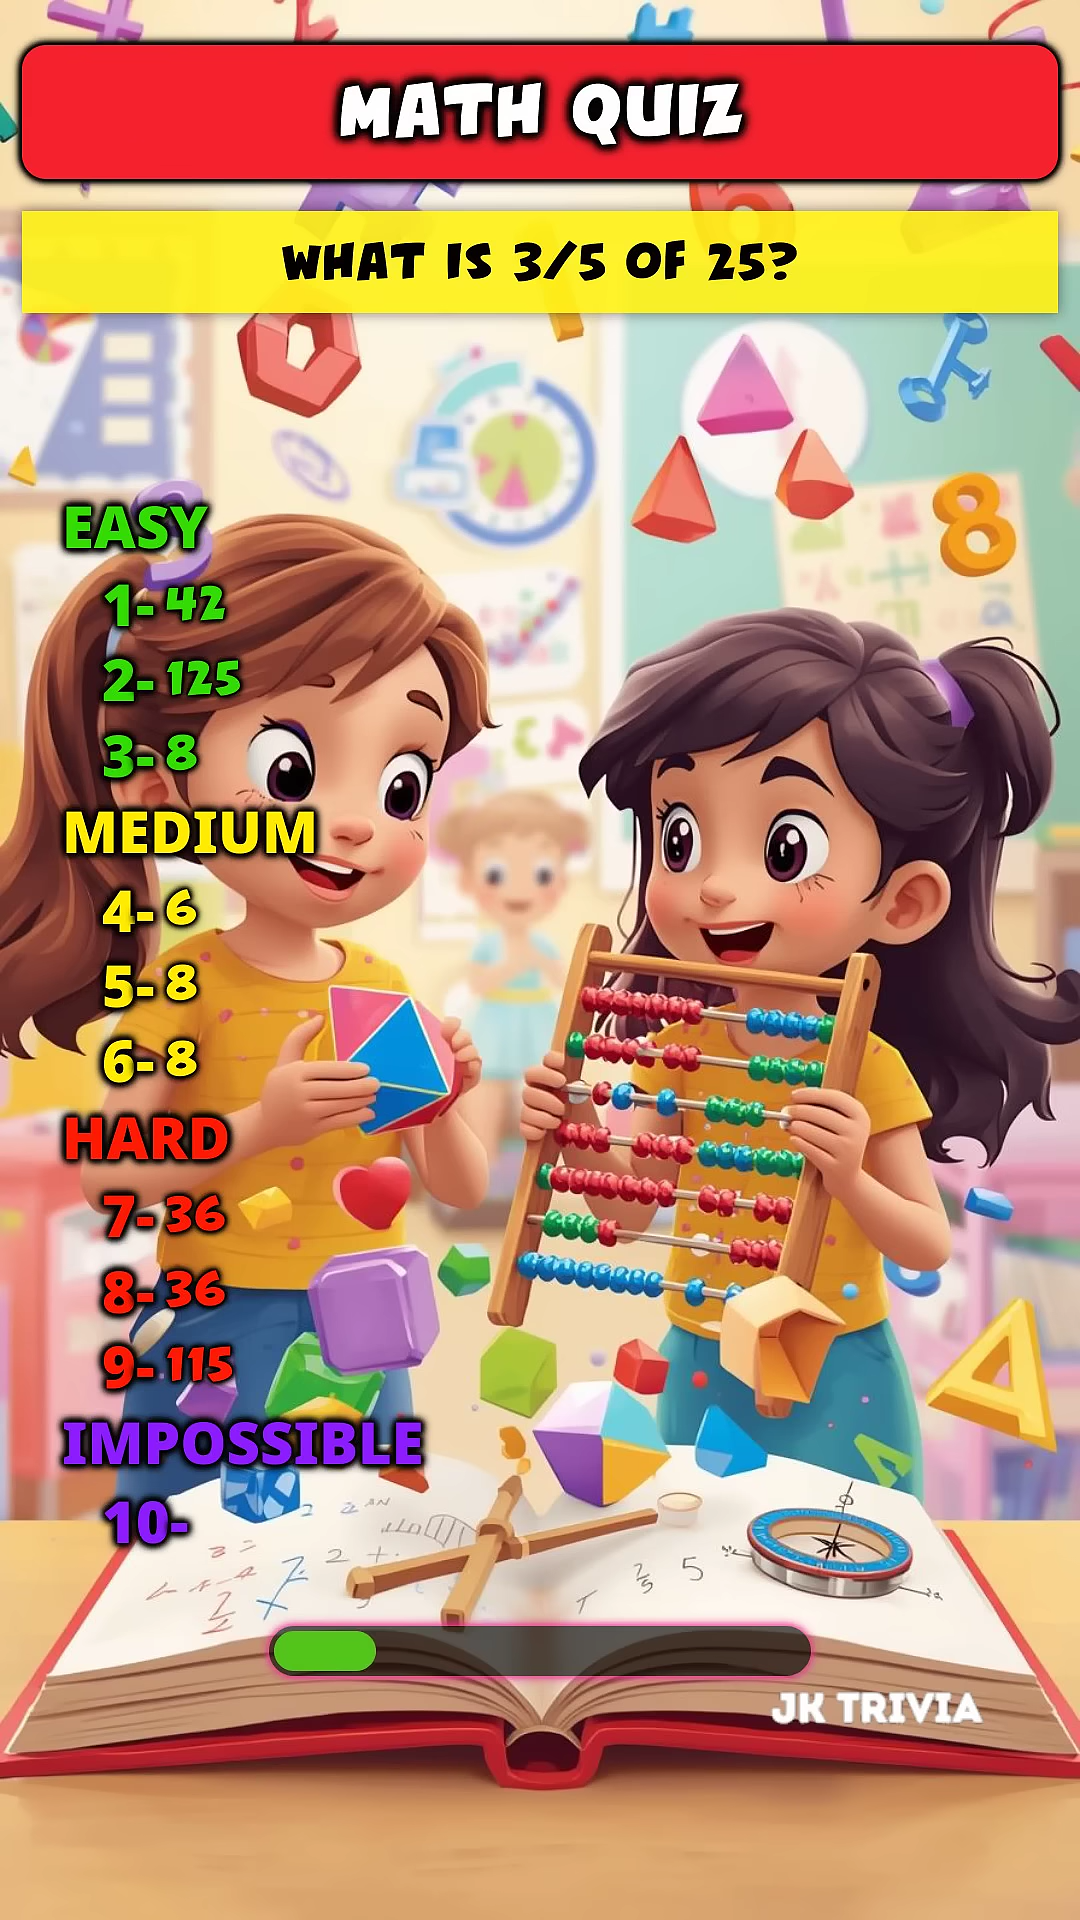 MATH QUIZ
WHAT IS 3/5 OF 25?
EASY
1- 42
2- 125
3- 8
MEDIUM
4- 6
5- 8
6- 8
HARD
7- 36
8- 36
9- 115
IMPOSSIBLE
10-
JK TRIVIA